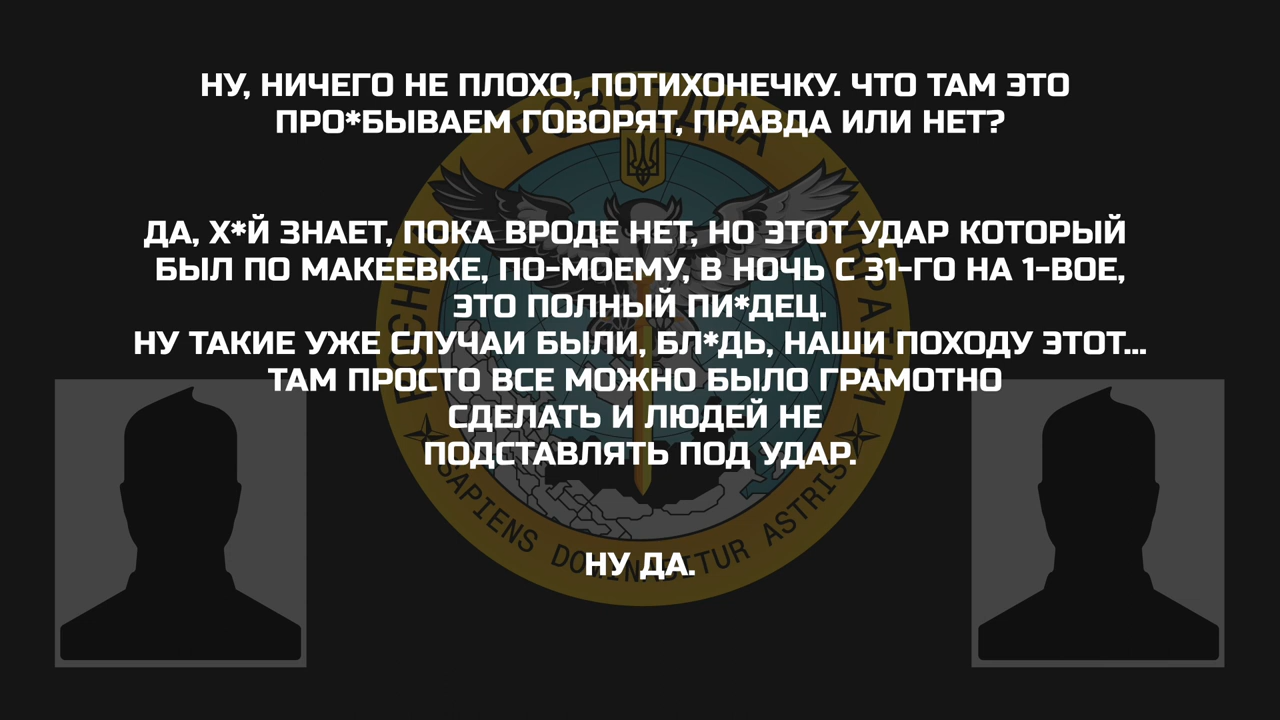 НУ, НИЧЕГО НЕ ПЛОХО, ПОТИХОНЕЧКУ. ЧТО ТАМ ЭТО
ПРО*БЫВАЕМ ГОВОРЯТ, ПРАВДА ИЛИ НЕТ?
ДА, Х*Й ЗНАЕТ, ПОКА ВРОДЕ НЕТ, НО ЭТОТ УДАР КОТОРЫЙ
БЫЛ ПО МАКЕЕВКЕ, ПО-МОЕМУ, В НОЧЬ С 31-ГО НА 1-ВОЕ,
ЭТО ПОЛНЫЙ ПИ*ДЕЦ.
НУ ТАКИЕ УЖЕ СЛУЧАИ БЫЛИ, БЛ*ДЬ, НАШИ ПОХОДУ ЭТОТ...
ТАМ ПРОСТО ВСЕ МОЖНО БЫЛО ГРАМОТНО
СДЕЛАТЬ И ЛЮДЕЙ НЕ
ПОДСТАВЛЯТЬ ПОД УДАР.
НУ ДА.
SAPIENS DOMINABITUR ASTRIS